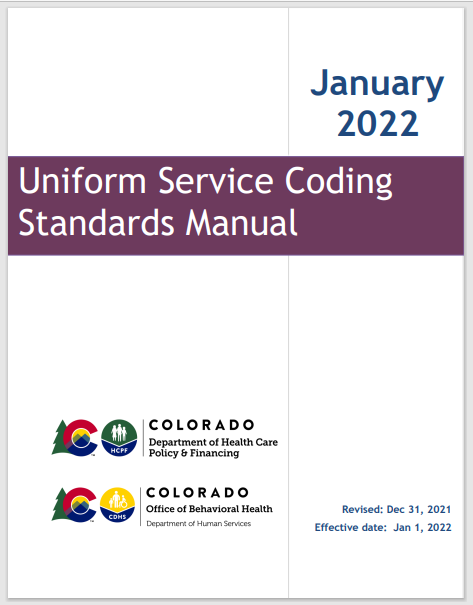 January
2022
Uniform Service Coding
Standards Manual
HCPF
COLORADO
Department of Health Care
Policy & Financing
CDHS
COLORADO
Office of Behavioral Health
Department of Human Services
Revised: Dec 31, 2021
Effective date: Jan 1, 2022